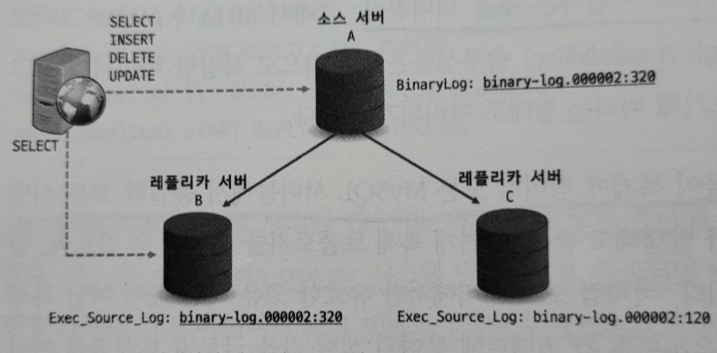 SELECT
INSERT
DELETE
UPDATE
소스 서버
A
BinaryLog: binary-log.000002:320
SELECT
레플리카 서버
B
레플리카 서버
C
Exec_Source_Log: binary-log.000002:320
Exec_Source_Log: binary-log.000002:120